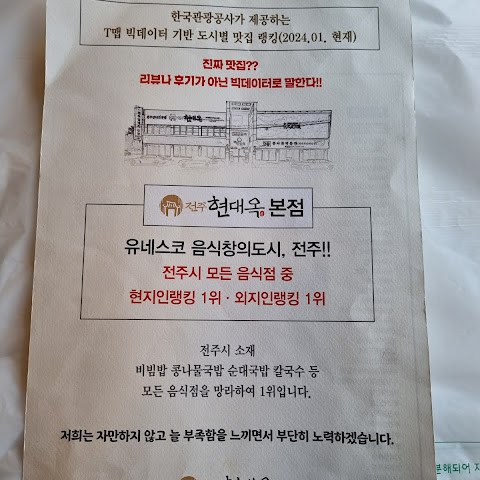 한국관광공사가 제공하는
T맵 빅데이터 기반 도시별 맛집 랭킹(2024.01. 현재)
진짜 맛집??
리뷰나 후기가 아닌 빅데이터로 말한다!!
전주 현대옥 본점
유네스코 음식창의도시, 전주!!
전주시 모든 음식점 중
현지인랭킹 1위 · 외지인랭킹 1위
전주시 소재
비빔밥 콩나물국밥 순대국밥 칼국수 등
모든 음식점을 망라하여 1위입니다.
저희는 자만하지 않고 늘 부족함을 느끼면서 부단히 노력하겠습니다.
분해되어